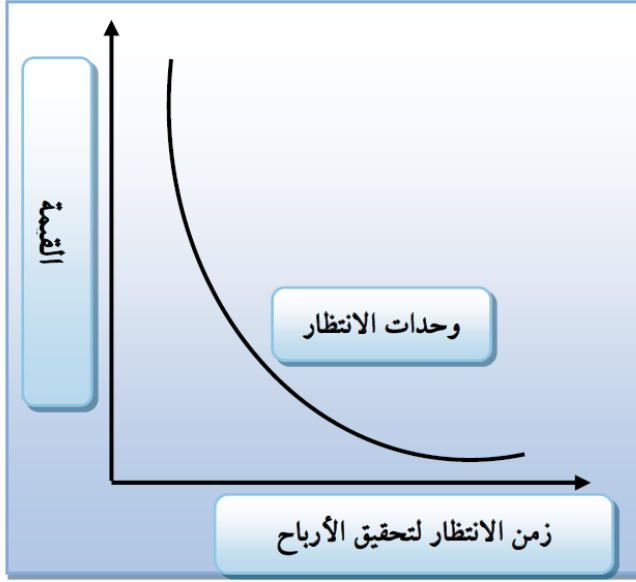 القيمة
وحدات الانتظار
زمن الانتظار لتحقيق الأرباح